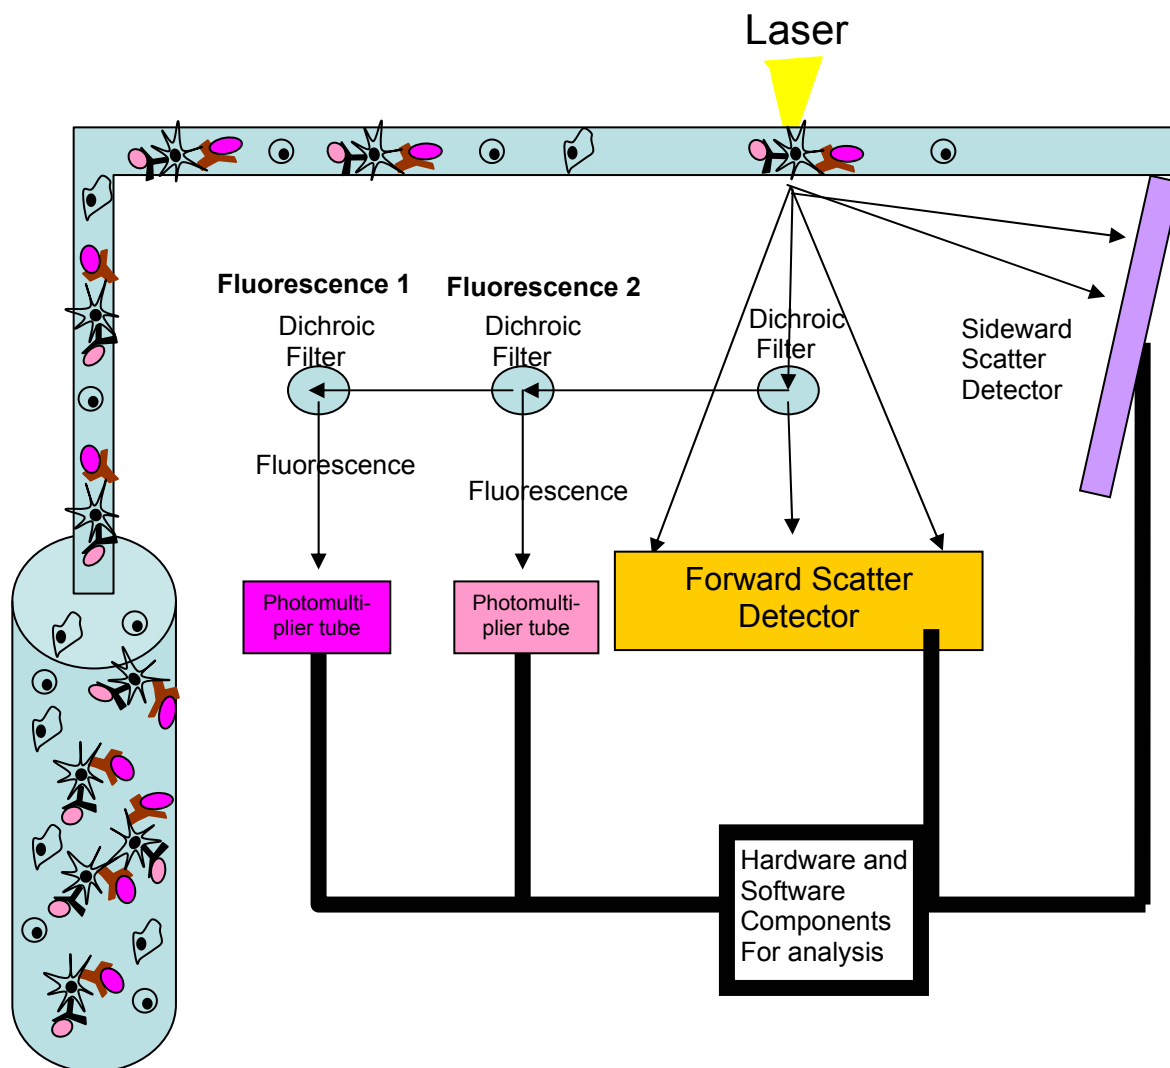 Laser
Fluorescence 1
Dichroic
Filter
Fluorescence 2
Dichroic
Filter
Dichroic
Filter
Sideward
Scatter
Detector
Fluorescence
Fluorescence
Photomulti-
plier tube
Photomulti-
plier tube
Forward Scatter
Detector
Hardware and
Software
Components
For analysis